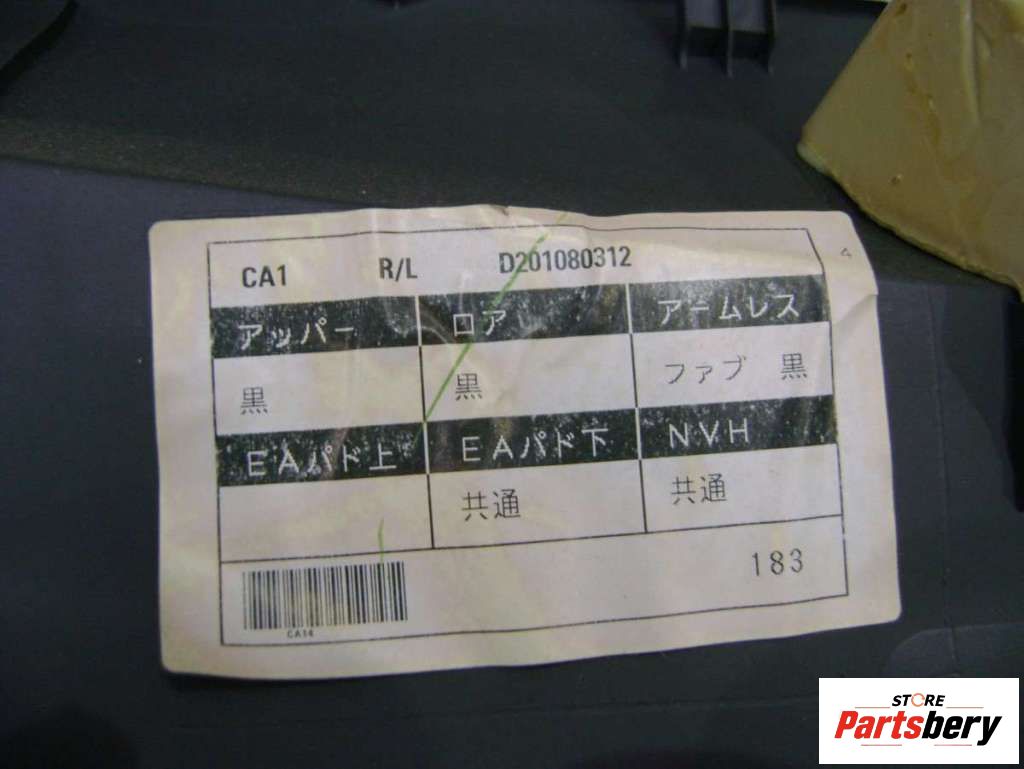 CA1 R/L D201080312
アッパー ロア アームレス
黒 黒 ファブ 黒
EAパド上 EAパド下 NVH
共通 共通
183
CA14
4
STORE
Partsbery